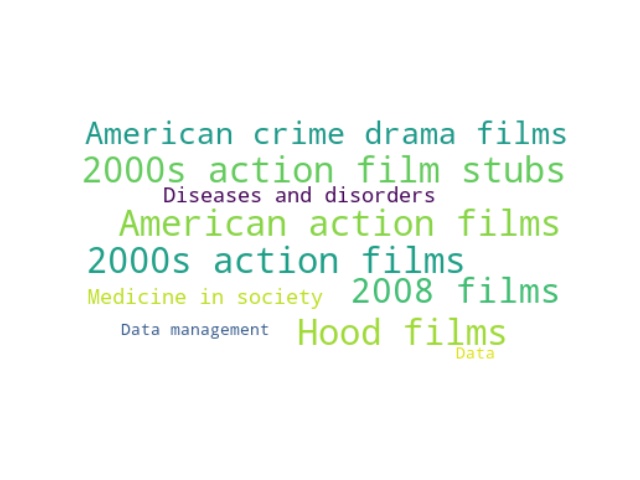 American crime drama films
2000s action film stubs
Diseases and disorders
American action films
2000s action films
Medicine in society
2008 films
Data management
Hood films
Data